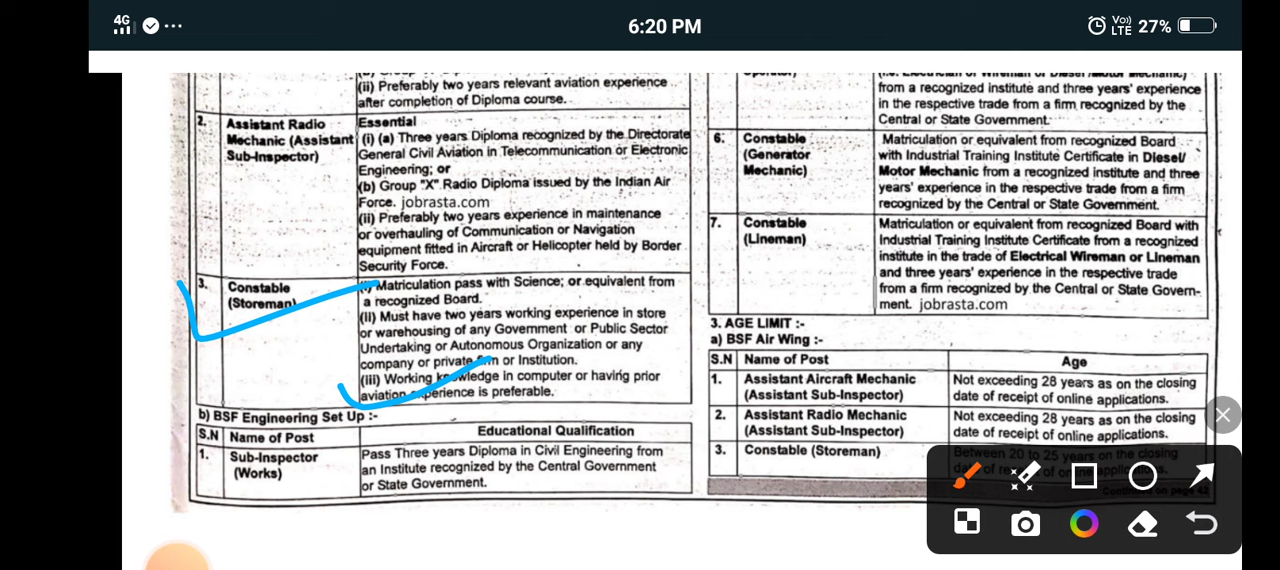 4G
6:20 PM
Vo))
LTE
27%
(ii) Preferably two years relevant aviation experience
after completion of Diploma course.
2.
Assistant Radio
Mechanic (Assistant
Sub-Inspector)
Essential
(i) (a) Three years Diploma recognized by the Directorate
General Civil Aviation in Telecommunication or Electronic
Engineering; or
(b) Group "X" Radio Diploma issued by the Indian Air
Force. jobrasta.com
(ii) Preferably two years experience in maintenance
or overhauling of Communication or Navigation
equipment fitted in Aircraft or Helicopter held by Border
Security Force.
3.
Constable
(Storeman)
(i) Matriculation pass with Science; or equivalent from
a recognized Board.
(ii) Must have two years working experience in store
or warehousing of any Government or Public Sector
Undertaking or Autonomous Organization or any
company or private firm or Institution.
(iii) Working knowledge in computer or having prior
aviation experience is preferable.
b) BSF Engineering Set Up :-
S.N Name of Post
Educational Qualification
1.
Sub-Inspector
(Works)
Pass Three years Diploma in Civil Engineering from
an Institute recognized by the Central Government
or State Government.
(i.e. Electrician or Wireman or Diesel/Motor Mechanic)
from a recognized institute and three years' experience
in the respective trade from a firm recognized by the
Central or State Government.
6.
Constable
(Generator
Mechanic)
Matriculation or equivalent from recognized Board
with Industrial Training Institute Certificate in Diesel/
Motor Mechanic from a recognized institute and three
years' experience in the respective trade from a firm
recognized by the Central or State Government.
7.
Constable
(Lineman)
Matriculation or equivalent from recognized Board with
Industrial Training Institute Certificate from a recognized
institute in the trade of Electrical Wireman or Lineman
and three years' experience in the respective trade
from a firm recognized by the Central or State Govern-
ment. jobrasta.com
3. AGE LIMIT :-
a) BSF Air Wing :-
S.N Name of Post
Age
1.
Assistant Aircraft Mechanic
(Assistant Sub-Inspector)
Not exceeding 28 years as on the closing
date of receipt of online applications.
2.
Assistant Radio Mechanic
(Assistant Sub-Inspector)
Not exceeding 28 years as on the closing
date of receipt of online applications.
3.
Constable (Storeman)
Between 20 to 25 years on the closing
date of receipt of online applications.